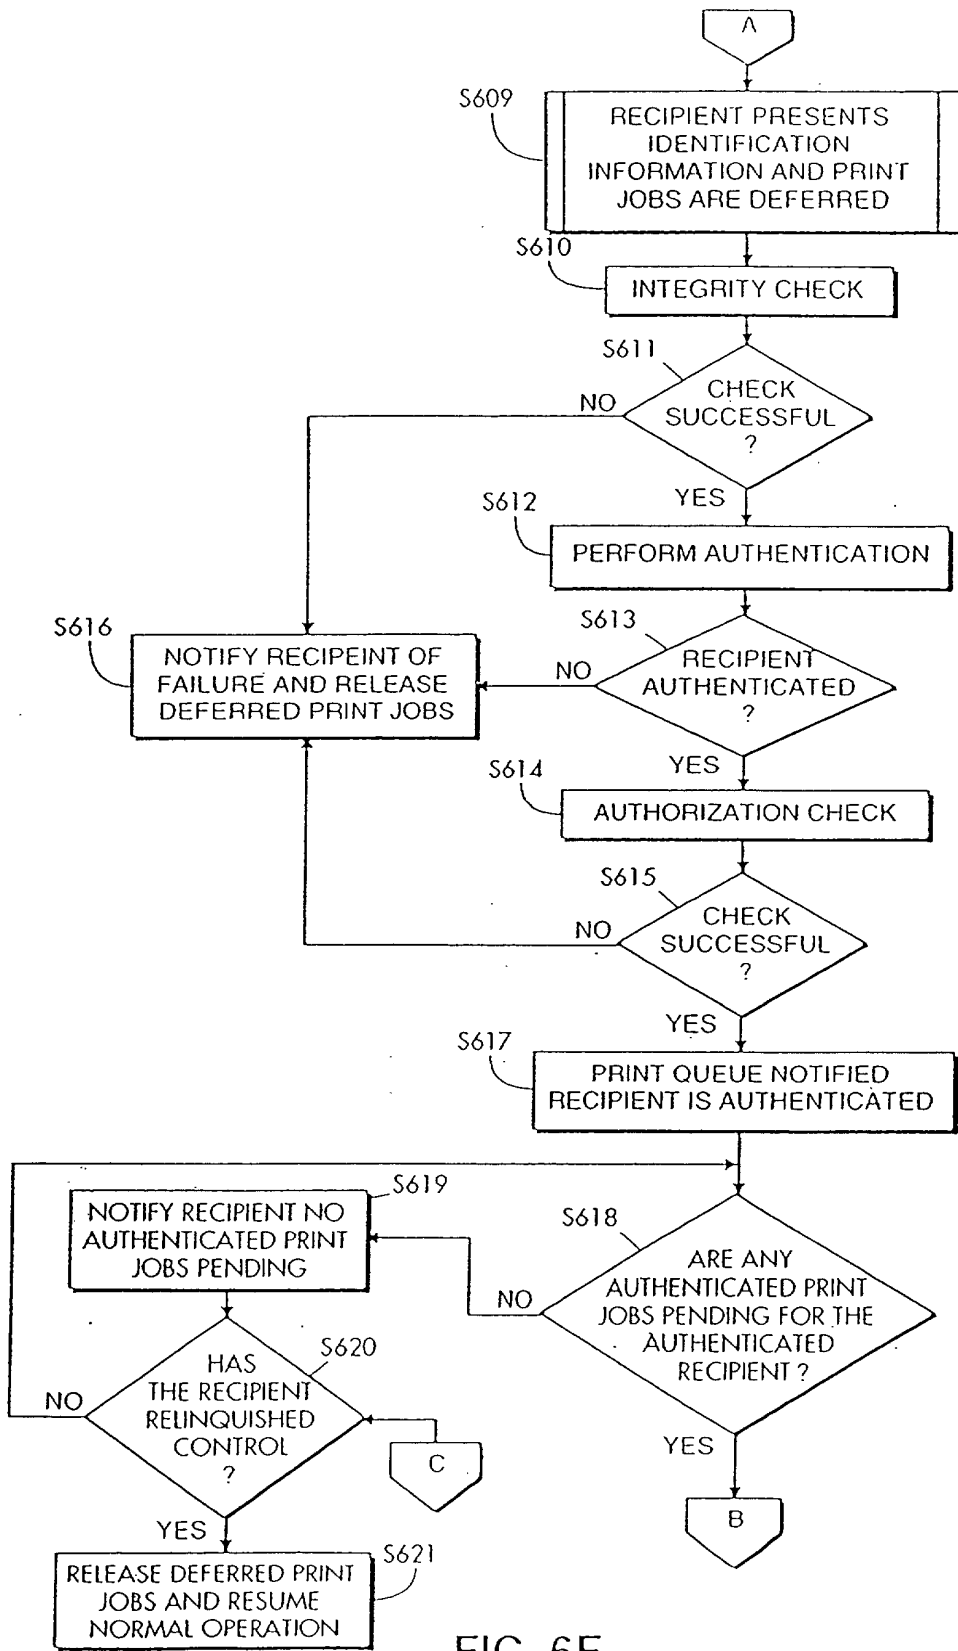 A
S609
RECIPIENT PRESENTS
IDENTIFICATION
INFORMATION AND PRINT
JOBS ARE DEFERRED
S610
INTEGRITY CHECK
S611
CHECK
SUCCESSFUL
?
NO
YES
S612
PERFORM AUTHENTICATION
S613
RECIPIENT
AUTHENTICATED
?
NO
YES
S616
NOTIFY RECIPEINT OF
FAILURE AND RELEASE
DEFERRED PRINT JOBS
S614
AUTHORIZATION CHECK
S615
CHECK
SUCCESSFUL
?
NO
YES
S617
PRINT QUEUE NOTIFIED
RECIPIENT IS AUTHENTICATED
S619
NOTIFY RECIPIENT NO
AUTHENTICATED PRINT
JOBS PENDING
S618
ARE ANY
AUTHENTICATED PRINT
JOBS PENDING FOR THE
AUTHENTICATED
RECIPIENT ?
NO
YES
S620
HAS
THE RECIPIENT
RELINQUISHED
CONTROL
?
NO
YES
C
B
S621
RELEASE DEFERRED PRINT
JOBS AND RESUME
NORMAL OPERATION